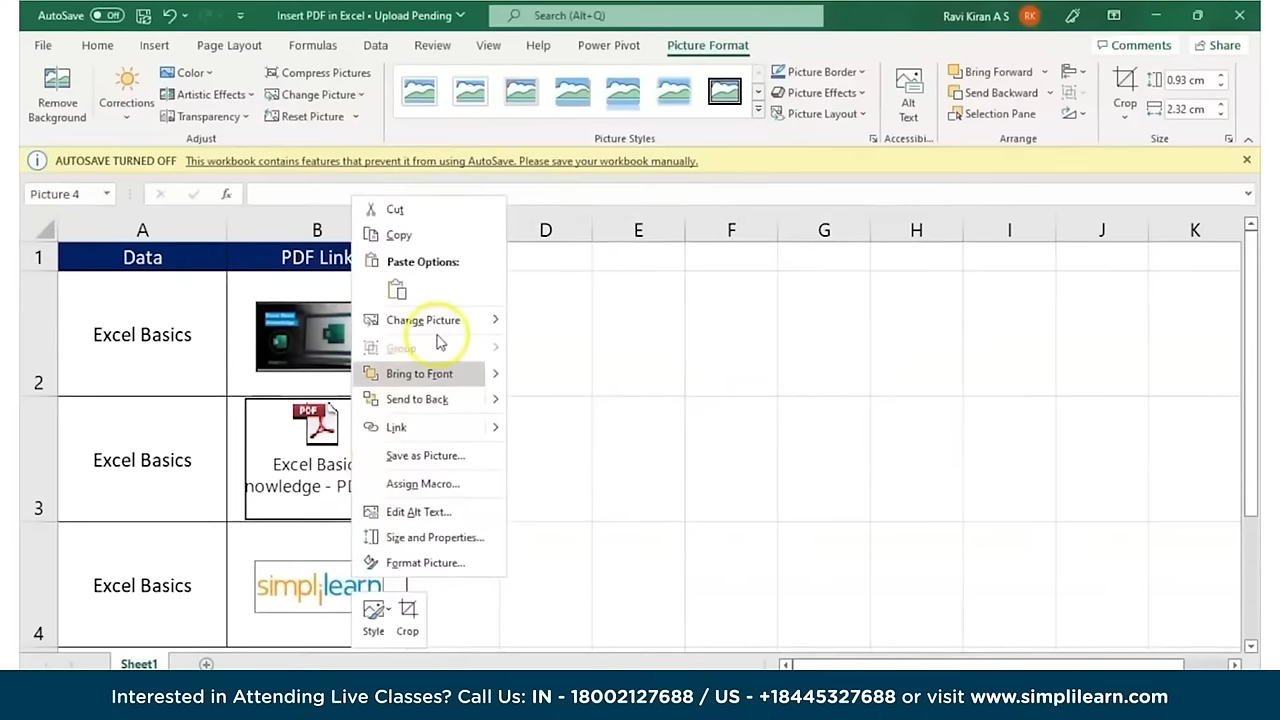 AutoSave Off Insert PDF in Excel • Upload Pending Search (Alt+Q) Ravi Kiran A S RK
File Home Insert Page Layout Formulas Data Review View Help Power Pivot Picture Format Comments Share
Remove Background
Corrections
Color
Artistic Effects
Transparency
Compress Pictures
Change Picture
Reset Picture
Adjust
Picture Styles
Picture Border
Picture Effects
Picture Layout
Alt Text
Accessibi...
Bring Forward
Send Backward
Selection Pane
Arrange
Crop
0.93 cm
2.32 cm
Size
AUTOSAVE TURNED OFF This workbook contains features that prevent it from using AutoSave. Please save your workbook manually.
Picture 4 fx
A B D E F G H I J K
1 Data PDF Link
2 Excel Basics
3 Excel Basics
PDF
Excel Basic
nowledge - PD
4 Excel Basics
simplilearn
Cut
Copy
Paste Options:
Change Picture
Group
Bring to Front
Send to Back
Link
Save as Picture...
Assign Macro...
Edit Alt Text...
Size and Properties...
Format Picture...
Style Crop
Sheet1
Interested in Attending Live Classes? Call Us: IN - 18002127688 / US - +18445327688 or visit www.simplilearn.com